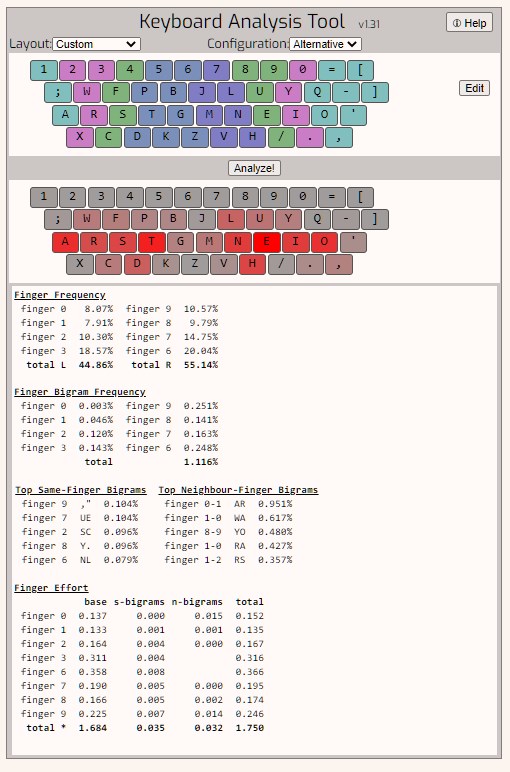 Keyboard Analysis Tool v1.31
Help
Layout: Custom Configuration: Alternative
1 2 3 4 5 6 7 8 9 0 = [
; W F P B J L U Y Q - ]
Edit
A R S T G M N E I O '
X C D K Z V H / . ,
Analyze!
1 2 3 4 5 6 7 8 9 0 = [
; W F P B J L U Y Q - ]
A R S T G M N E I O '
X C D K Z V H / . ,
Finger Frequency
finger 0 8.07% finger 9 10.57%
finger 1 7.91% finger 8 9.79%
finger 2 10.30% finger 7 14.75%
finger 3 18.57% finger 6 20.04%
total L 44.86% total R 55.14%
Finger Bigram Frequency
finger 0 0.003% finger 9 0.251%
finger 1 0.046% finger 8 0.141%
finger 2 0.120% finger 7 0.163%
finger 3 0.143% finger 6 0.248%
total 1.116%
Top Same-Finger Bigrams Top Neighbour-Finger Bigrams
finger 9 ," 0.104% finger 0-1 AR 0.951%
finger 7 UE 0.104% finger 1-0 WA 0.617%
finger 2 SC 0.096% finger 8-9 YO 0.480%
finger 8 Y. 0.096% finger 1-0 RA 0.427%
finger 6 NL 0.079% finger 1-2 RS 0.357%
Finger Effort
base s-bigrams n-bigrams total
finger 0 0.137 0.000 0.015 0.152
finger 1 0.133 0.001 0.001 0.135
finger 2 0.164 0.004 0.000 0.167
finger 3 0.311 0.004 0.316
finger 6 0.358 0.008 0.366
finger 7 0.190 0.005 0.000 0.195
finger 8 0.166 0.005 0.002 0.174
finger 9 0.225 0.007 0.014 0.246
total * 1.684 0.035 0.032 1.750